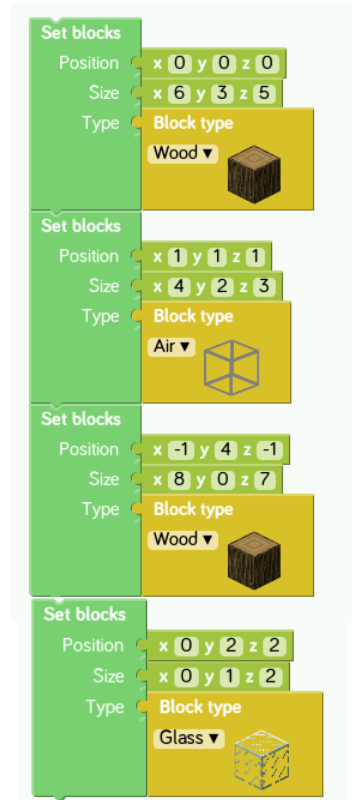 Set blocks
Position x 0 y 0 z 0
Size x 6 y 3 z 5
Type Block type
Wood ▾
Set blocks
Position x 1 y 1 z 1
Size x 4 y 2 z 3
Type Block type
Air ▾
Set blocks
Position x -1 y 4 z -1
Size x 8 y 0 z 7
Type Block type
Wood ▾
Set blocks
Position x 0 y 2 z 2
Size x 0 y 1 z 2
Type Block type
Glass ▾